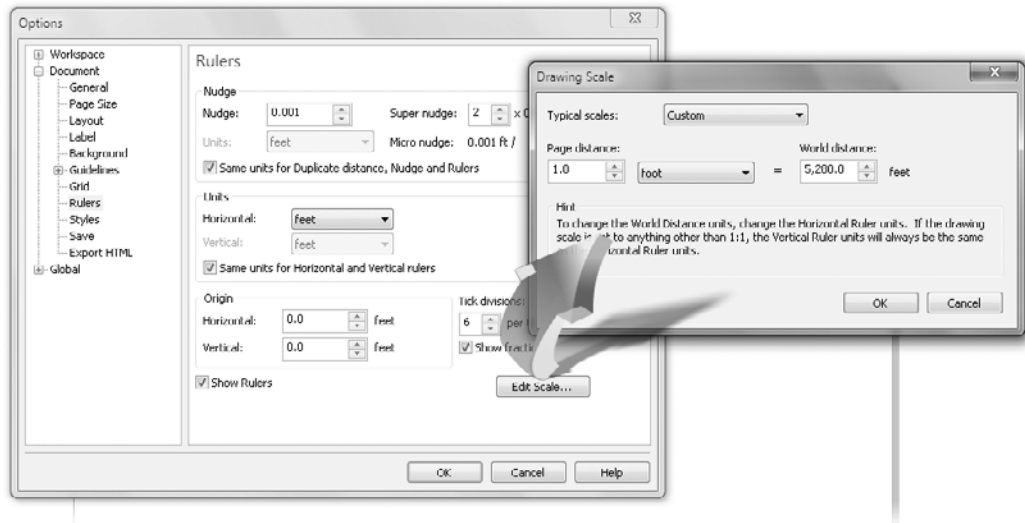 Options
Workspace
Document
General
Page Size
Layout
Label
Background
Guidelines
Grid
Rulers
Styles
Save
Export HTML
Global
Rulers
Nudge
Nudge: 0.001 Super nudge: 2 x
Units: feet Micro nudge: 0.001 ft /
Same units for Duplicate distance, Nudge and Rulers
Units
Horizontal: feet
Vertical: feet
Same units for Horizontal and Vertical rulers
Origin
Horizontal: 0.0 feet
Vertical: 0.0 feet
Tick divisions:
6 per
Show
Show Rulers
Edit Scale...
OK Cancel Help
Drawing Scale
Typical scales: Custom
Page distance: World distance:
1.0 foot = 5,200.0 feet
Hint
To change the World Distance units, change the Horizontal Ruler units. If the drawing
scale is set to anything other than 1:1, the Vertical Ruler units will always be the same
Horizontal Ruler units.
OK Cancel